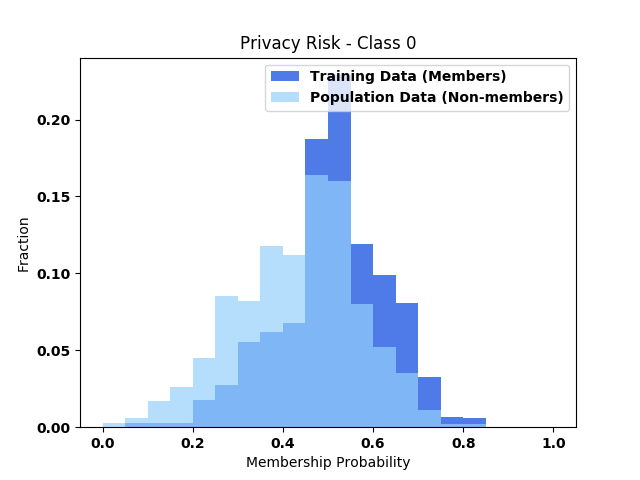 Privacy Risk - Class 0
Training Data (Members)
Population Data (Non-members)
0.20
0.15
0.10
0.05
0.00
Fraction
0.0 0.2 0.4 0.6 0.8 1.0
Membership Probability